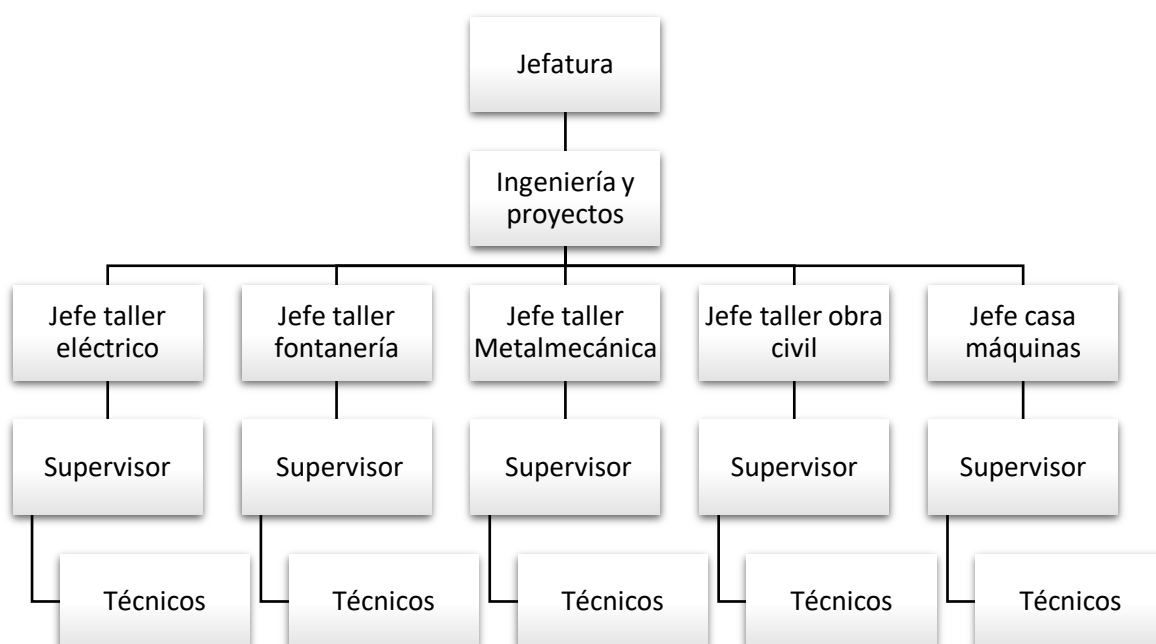 Jefatura
Ingeniería y
proyectos
Jefe taller
eléctrico
Jefe taller
fontanería
Jefe taller
Metalmecánica
Jefe taller obra
civil
Jefe casa
máquinas
Supervisor
Supervisor
Supervisor
Supervisor
Supervisor
Técnicos
Técnicos
Técnicos
Técnicos
Técnicos